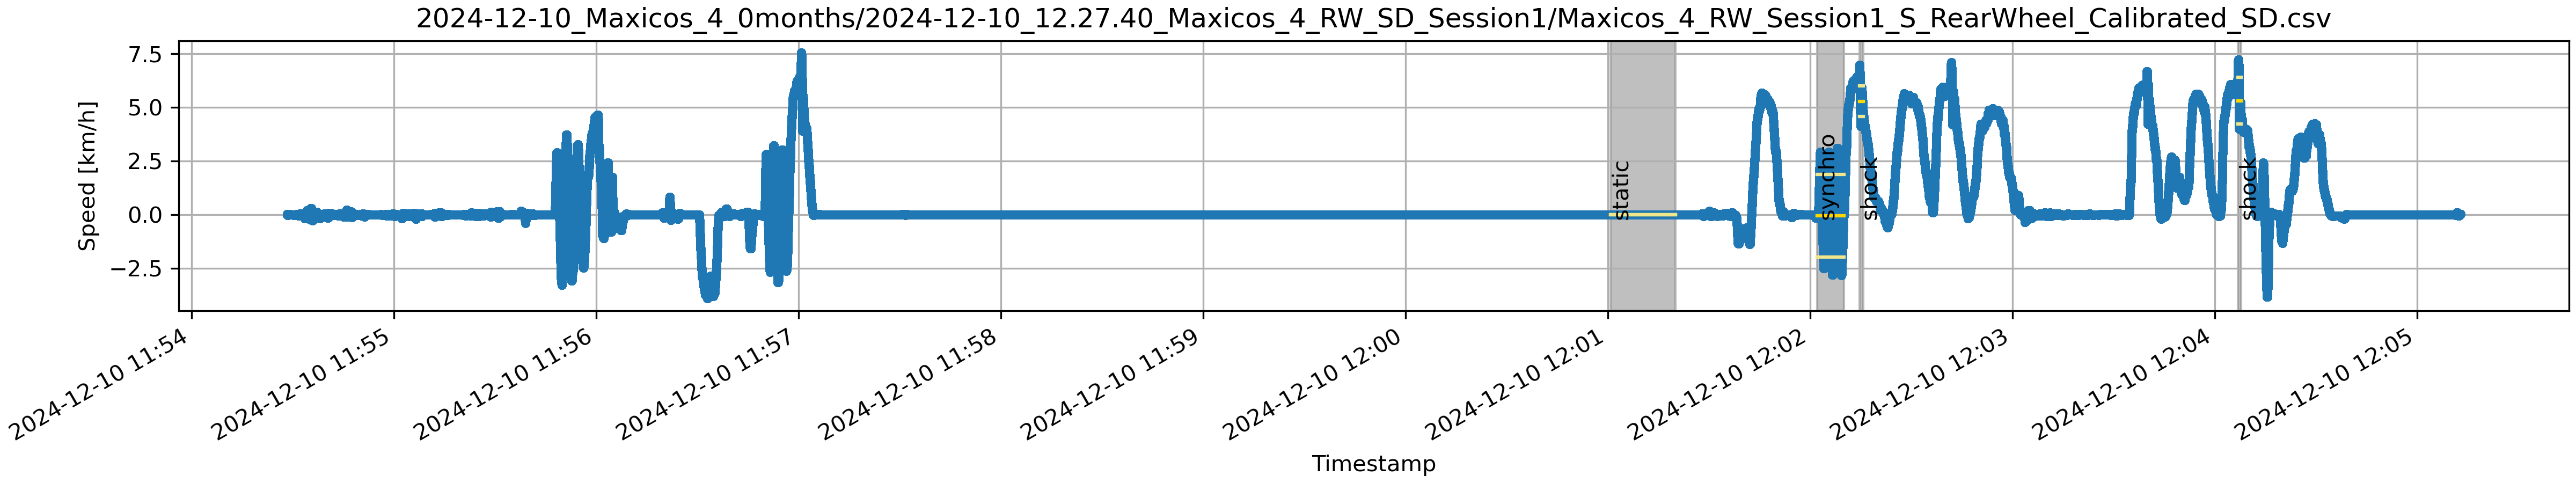 2024-12-10_Maxicos_4_0months/2024-12-10_12.27.40_Maxicos_4_RW_SD_Session1/Maxicos_4_RW_Session1_S_RearWheel_Calibrated_SD.csv
Speed [km/h]
7.5
5.0
2.5
0.0
−2.5
static
synchro
shock
shock
2024-12-10 11:54
2024-12-10 11:55
2024-12-10 11:56
2024-12-10 11:57
2024-12-10 11:58
2024-12-10 11:59
2024-12-10 12:00
2024-12-10 12:01
2024-12-10 12:02
2024-12-10 12:03
2024-12-10 12:04
2024-12-10 12:05
Timestamp